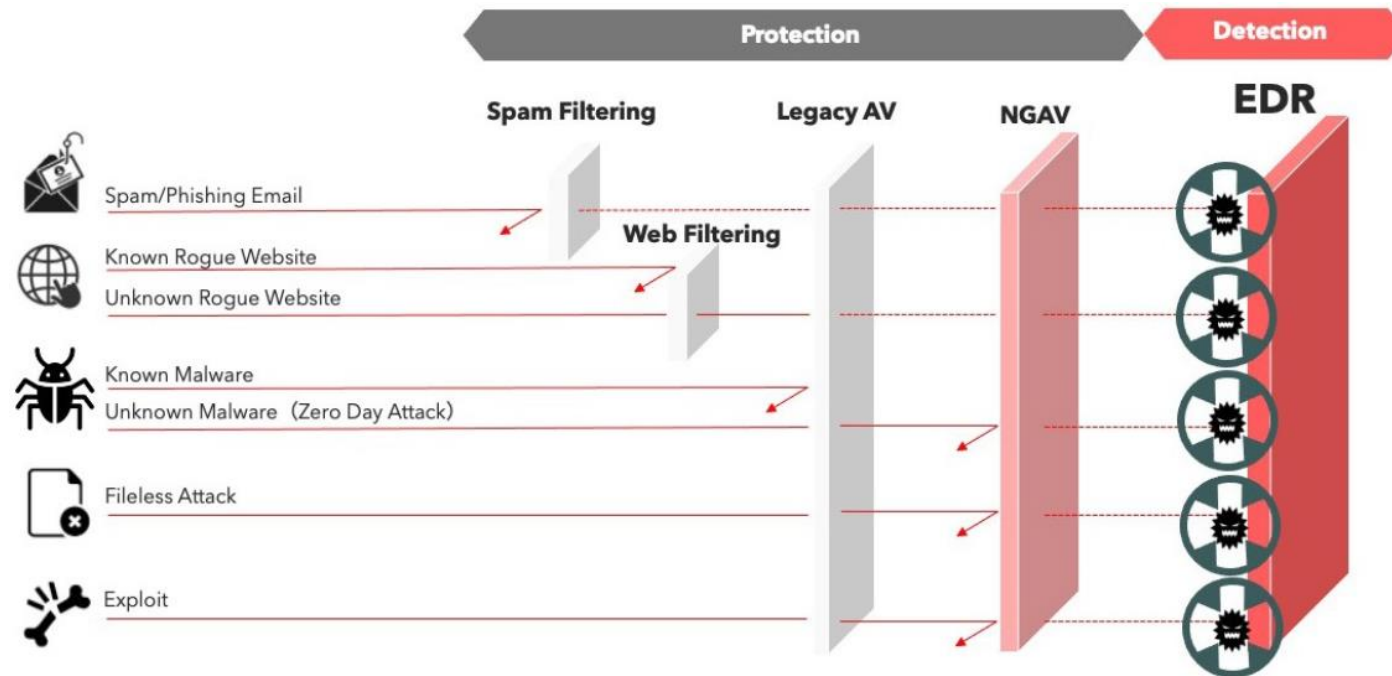 Protection
Detection
EDR
Spam Filtering
Legacy AV
NGAV
Spam/Phishing Email
Web Filtering
Known Rogue Website
Unknown Rogue Website
Known Malware
Unknown Malware（Zero Day Attack）
Fileless Attack
Exploit